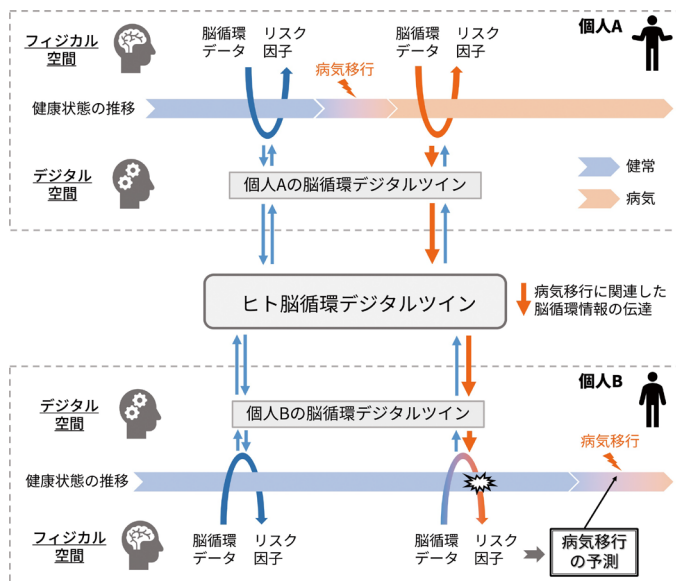 個人A
フィジカル
空間
脳循環
データ
リスク
因子
病気移行
脳循環
データ
リスク
因子
健康状態の推移
デジタル
空間
個人Aの脳循環デジタルツイン
健常
病気
ヒト脳循環デジタルツイン
病気移行に関連した
脳循環情報の伝達
個人B
デジタル
空間
個人Bの脳循環デジタルツイン
病気移行
健康状態の推移
フィジカル
空間
脳循環
データ
リスク
因子
脳循環
データ
リスク
因子
病気移行
の予測